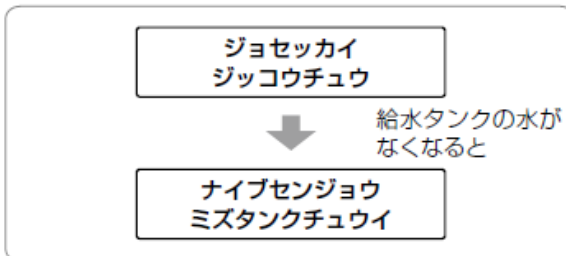 ジョセッカイ
ジッコウチュウ
給水タンクの水が
なくなると
ナイブセンジョウ
ミズタンクチュウイ